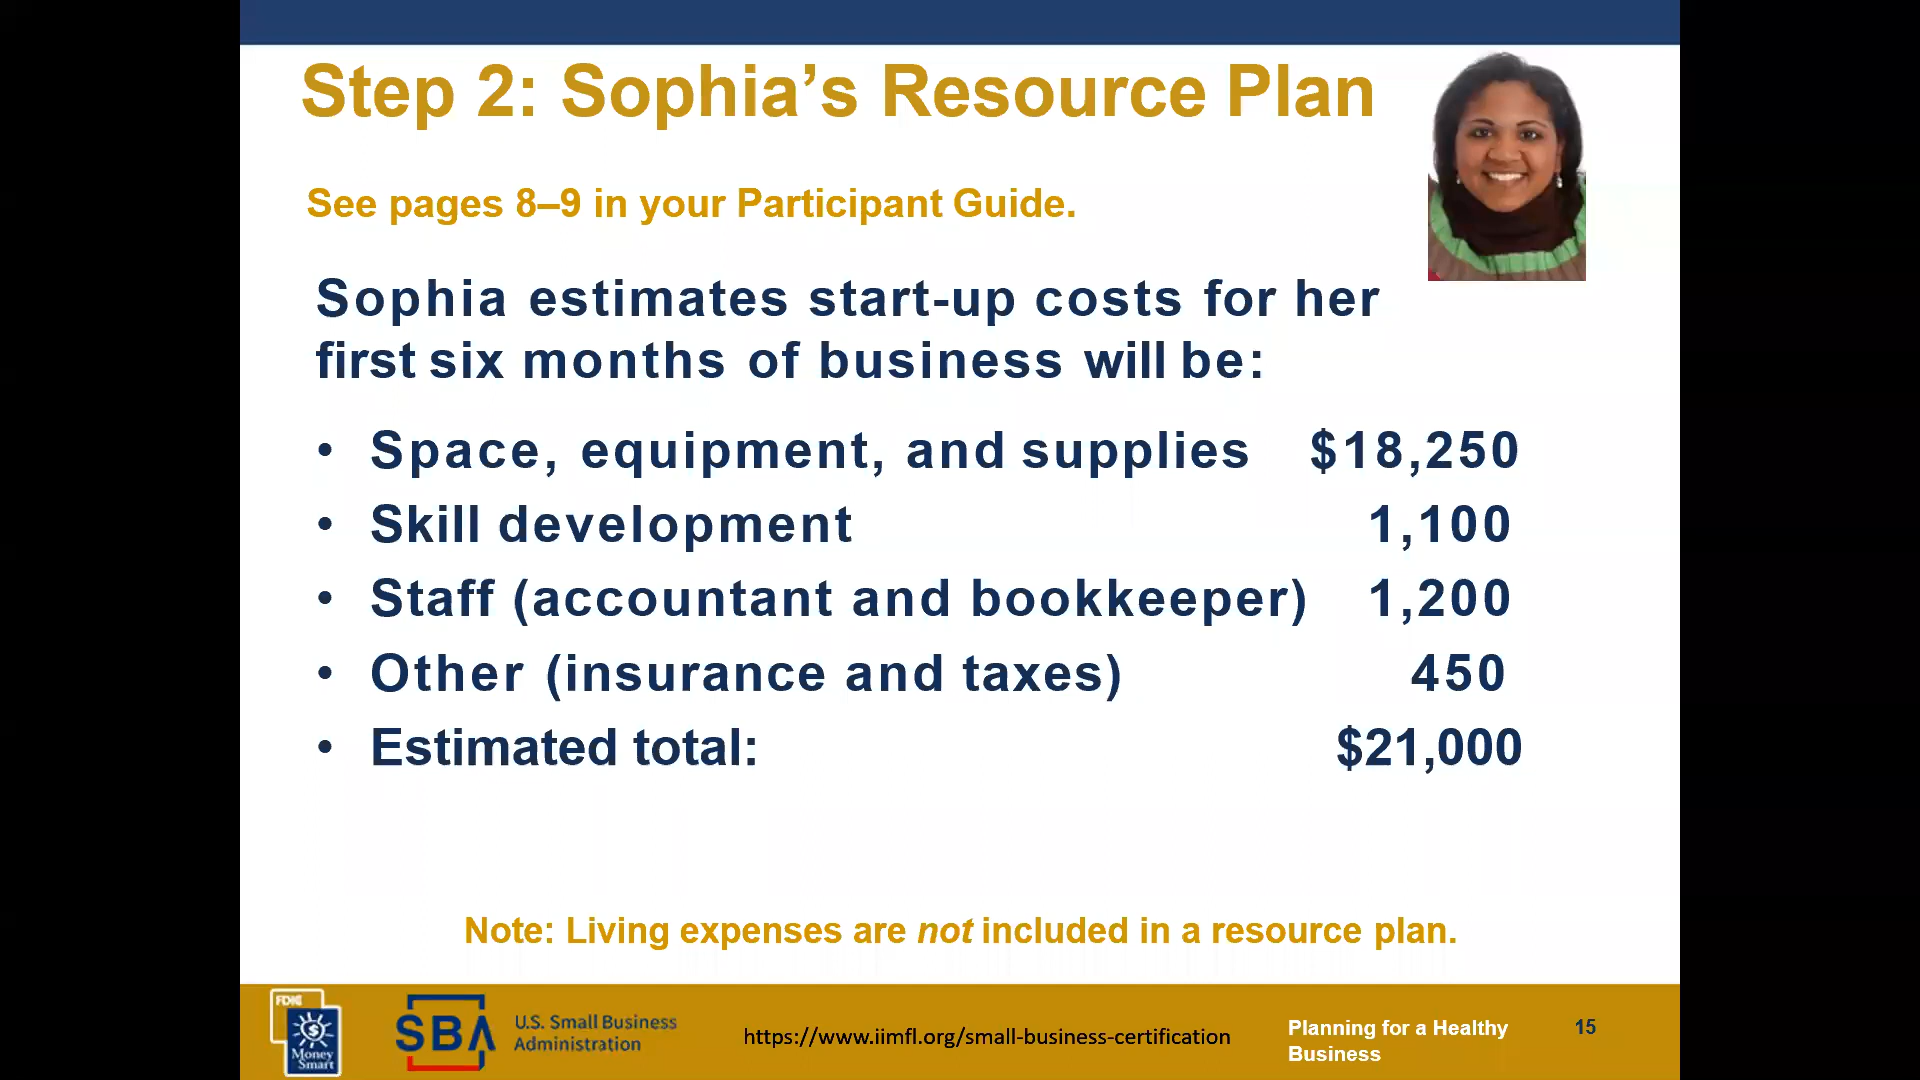 Step 2: Sophia’s Resource Plan
See pages 8–9 in your Participant Guide.
Sophia estimates start-up costs for her
first six months of business will be:
• Space, equipment, and supplies $18,250
• Skill development 1,100
• Staff (accountant and bookkeeper) 1,200
• Other (insurance and taxes) 450
• Estimated total: $21,000
Note: Living expenses are not included in a resource plan.
FDIC
Money
Smart
SBA
U.S. Small Business
Administration
https://www.iimfl.org/small-business-certification
Planning for a Healthy
Business
15